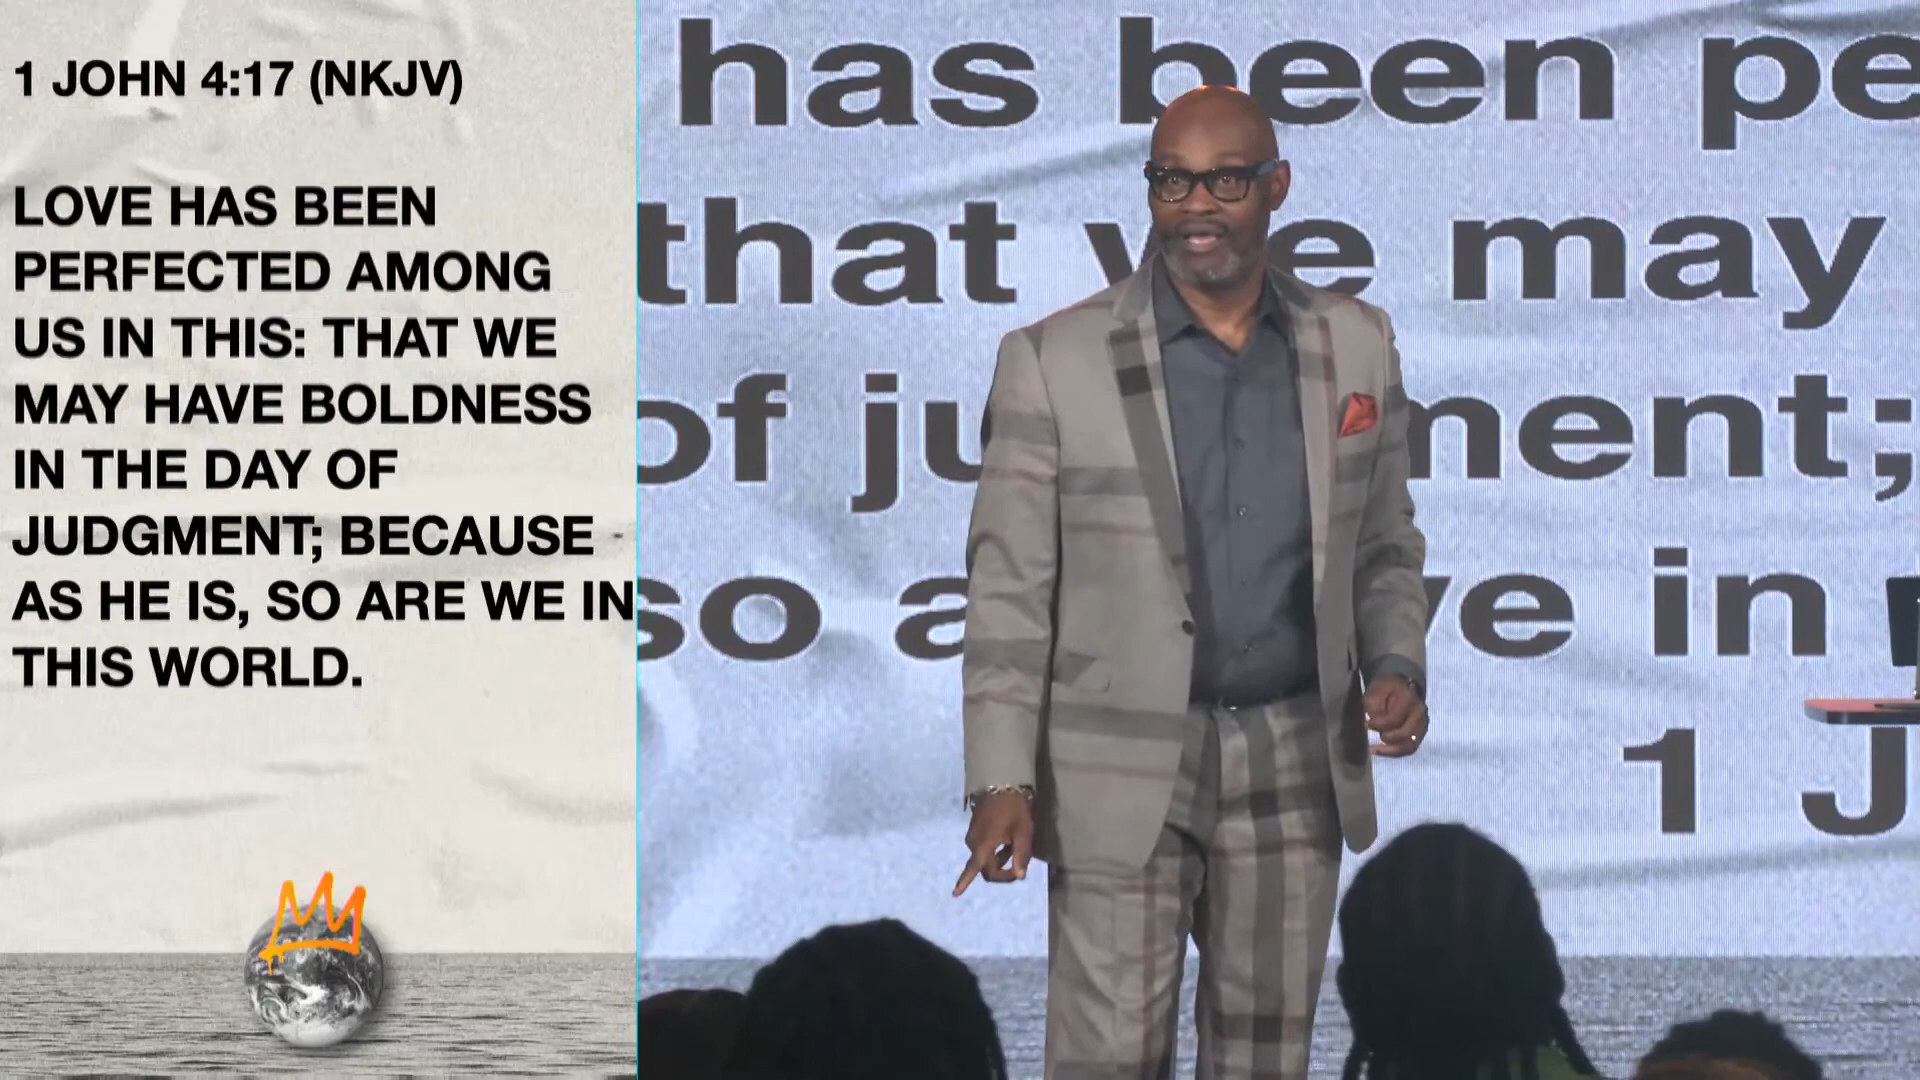 1 JOHN 4:17 (NKJV)
LOVE HAS BEEN
PERFECTED AMONG
US IN THIS: THAT WE
MAY HAVE BOLDNESS
IN THE DAY OF
JUDGMENT; BECAUSE
AS HE IS, SO ARE WE IN
THIS WORLD.
has been pe
that we may
of ju ment;
so a we in
1 J